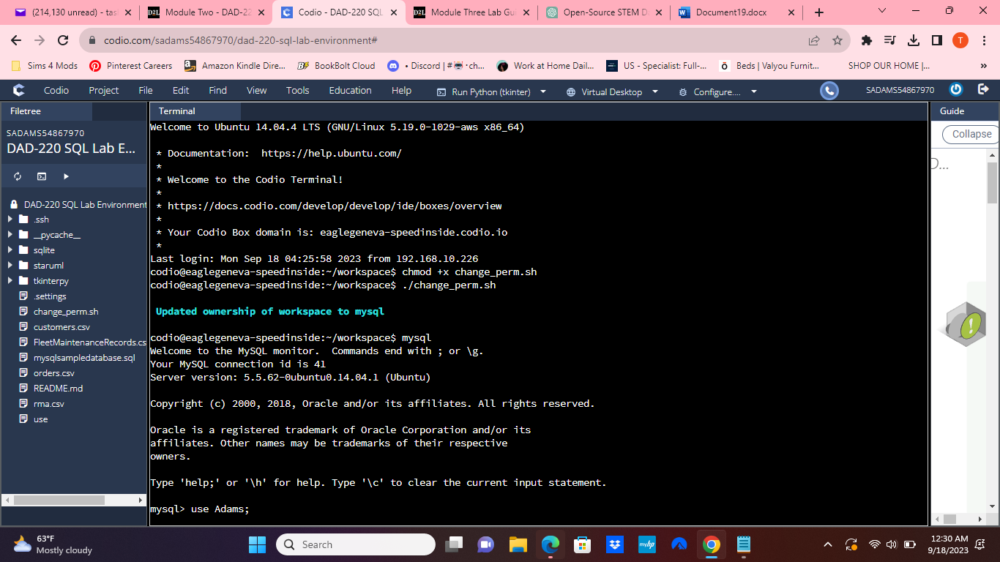 (214,130 unread) - tas
Module Two - DAD-22
Codio - DAD-220 SQL
Module Three Lab Gui
Open-Source STEM D
Document19.docx
codio.com/sadams54867970/dad-220-sql-lab-environment#
T
Sims 4 Mods
Pinterest Careers
Amazon Kindle Dire...
BookBolt Cloud
• Discord | #
ch...
Work at Home Dail...
US - Specialist: Full-...
Beds | Valyou Furnit...
SHOP OUR HOME |...
»
Codio Project File Edit Find View Tools Education Help Run Python (tkinter) Virtual Desktop Configure.... SADAMS54867970
Filetree
Terminal
Guide
SADAMS54867970
DAD-220 SQL Lab E...
Collapse
D...
DAD-220 SQL Lab Environment
.ssh
__pycache__
sqlite
staruml
tkinterpy
.settings
change_perm.sh
customers.csv
FleetMaintenanceRecords.cs
mysqlsampledatabase.sql
orders.csv
README.md
rma.csv
use
Welcome to Ubuntu 14.04.4 LTS (GNU/Linux 5.19.0-1029-aws x86_64)
* Documentation:  https://help.ubuntu.com/
*
* Welcome to the Codio Terminal!
*
* https://docs.codio.com/develop/develop/ide/boxes/overview
*
* Your Codio Box domain is: eaglegeneva-speedinside.codio.io
*
Last login: Mon Sep 18 04:25:58 2023 from 192.168.10.226
codio@eaglegeneva-speedinside:~/workspace$ chmod +x change_perm.sh
codio@eaglegeneva-speedinside:~/workspace$ ./change_perm.sh
Updated ownership of workspace to mysql
codio@eaglegeneva-speedinside:~/workspace$ mysql
Welcome to the MySQL monitor.  Commands end with ; or \g.
Your MySQL connection id is 41
Server version: 5.5.62-0ubuntu0.14.04.1 (Ubuntu)
Copyright (c) 2000, 2018, Oracle and/or its affiliates. All rights reserved.
Oracle is a registered trademark of Oracle Corporation and/or its
affiliates. Other names may be trademarks of their respective
owners.
Type 'help;' or '\h' for help. Type '\c' to clear the current input statement.
mysql> use Adams;
63°F
Mostly cloudy
Search
myhp
12:30 AM
9/18/2023